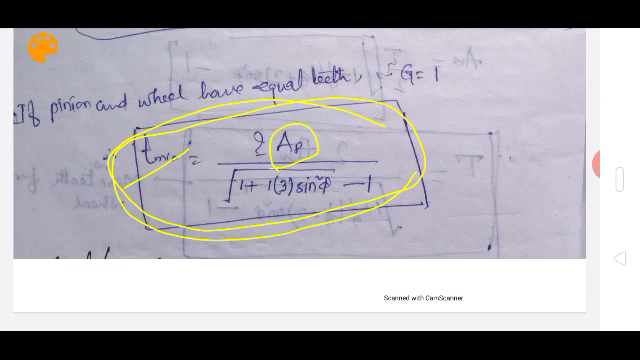 If pinion and wheel have equal teeth, G = 1
tmin = 2 Ap / √1 + 1(3) sin²φ − 1
Scanned with CamScanner